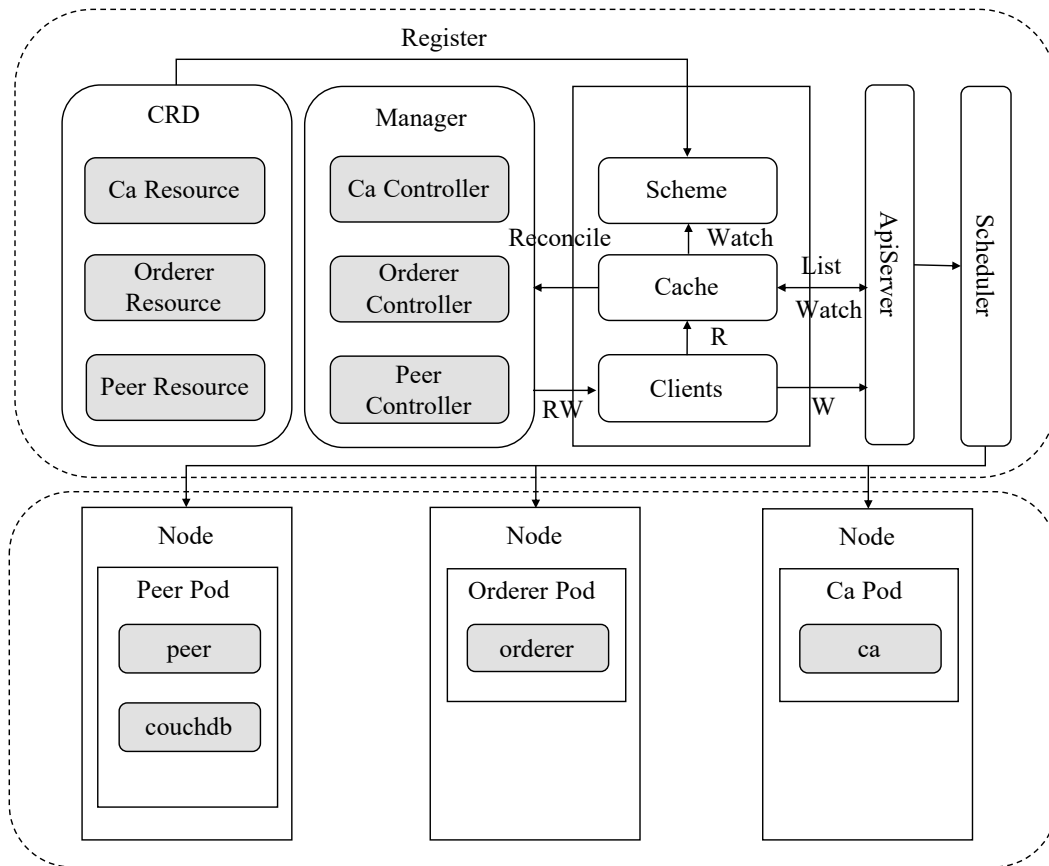 Register
CRD
Ca Resource
Orderer
Resource
Peer Resource
Manager
Ca Controller
Orderer
Controller
Peer
Controller
Reconcile
RW
Scheme
Watch
Cache
R
Clients
List
Watch
W
ApiServer
Scheduler
Node
Peer Pod
peer
couchdb
Node
Orderer Pod
orderer
Node
Ca Pod
ca